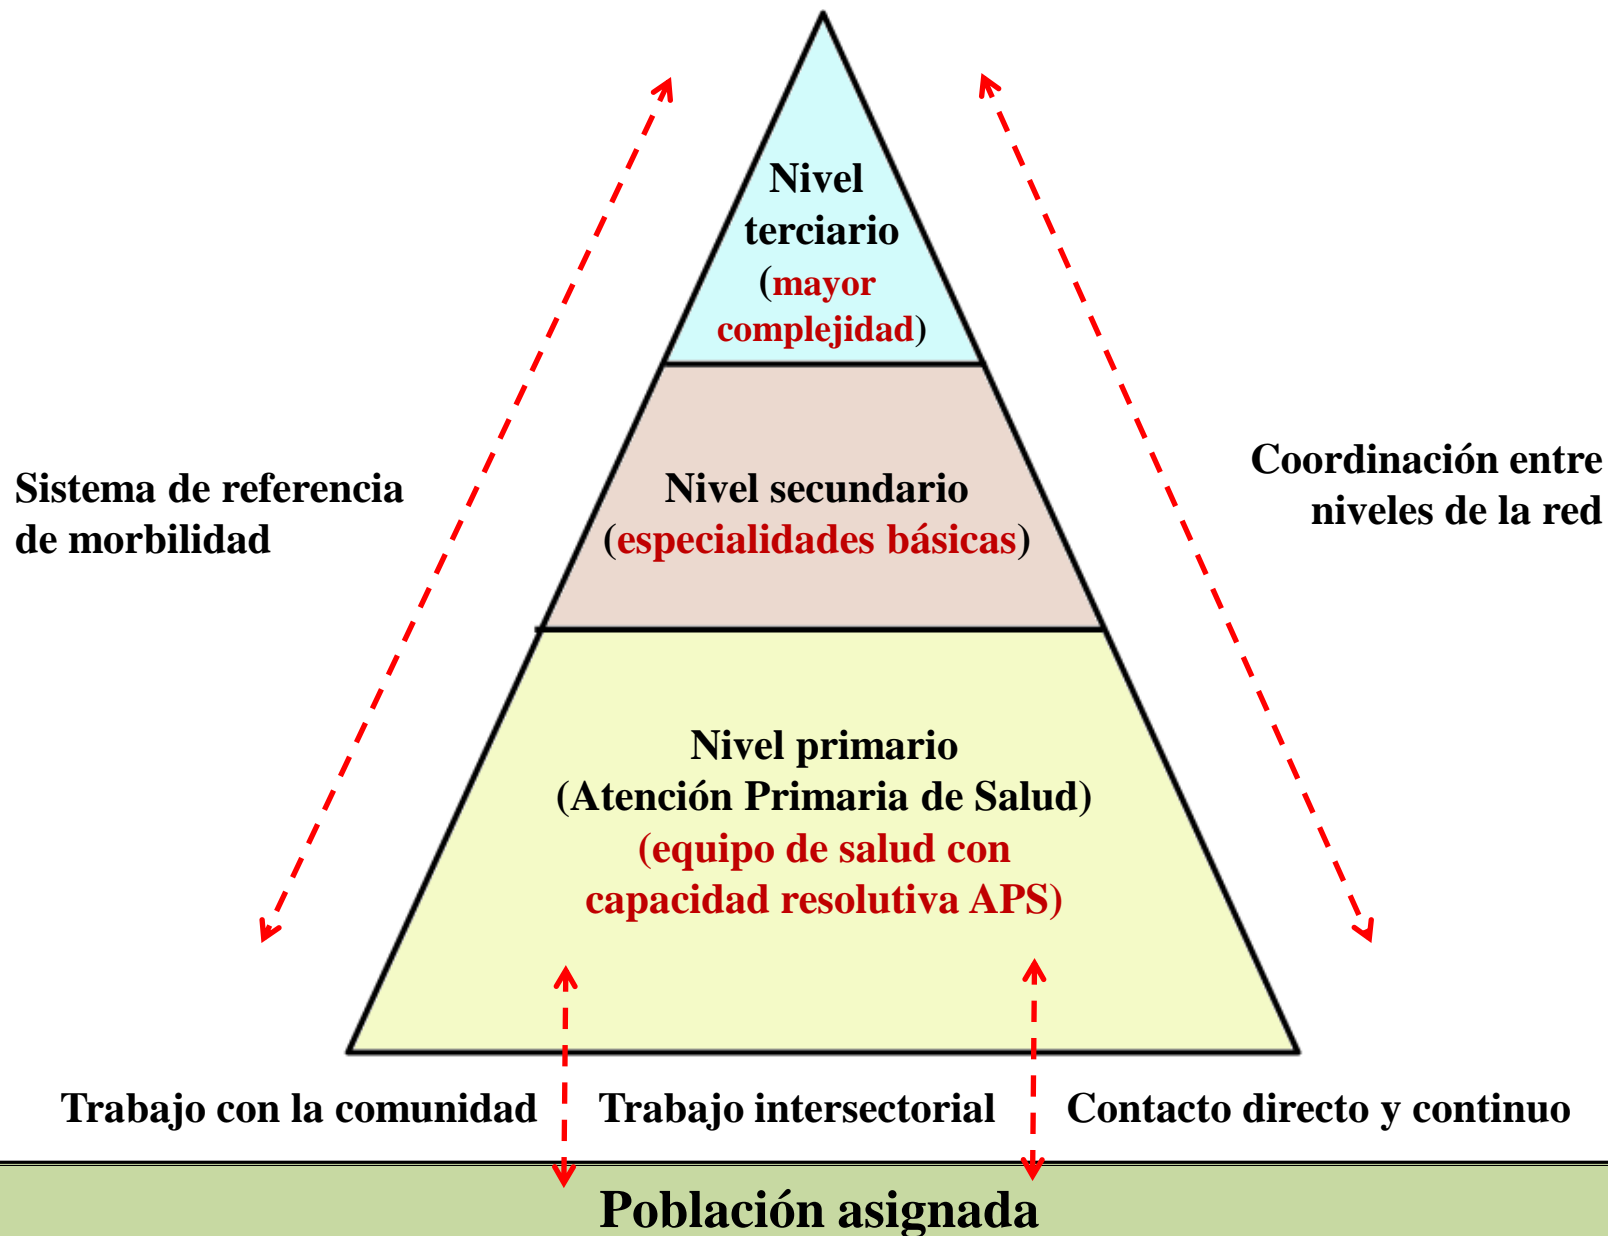 Nivel
terciario
(mayor
complejidad)
Sistema de referencia
de morbilidad
Nivel secundario
(especialidades básicas)
Coordinación entre
niveles de la red
Nivel primario
(Atención Primaria de Salud)
(equipo de salud con
capacidad resolutiva APS)
Trabajo con la comunidad
Trabajo intersectorial
Contacto directo y continuo
Población asignada